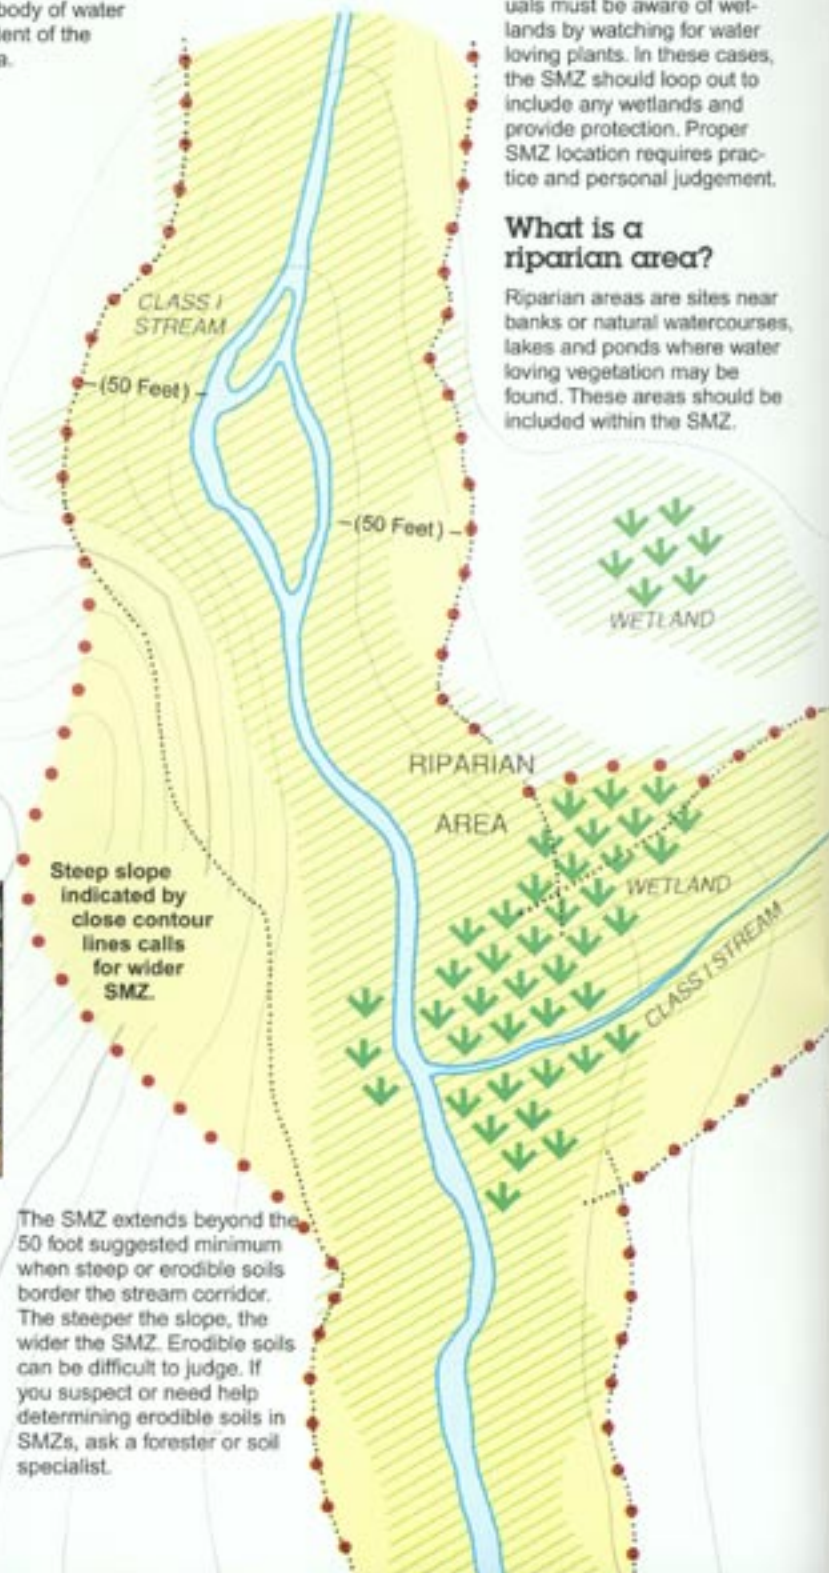 body of water
ent of the
a.
uals must be aware of wet-
lands by watching for water
loving plants. In these cases,
the SMZ should loop out to
include any wetlands and
provide protection. Proper
SMZ location requires prac-
tice and personal judgement.
What is a
riparian area?
Riparian areas are sites near
banks or natural watercourses,
lakes and ponds where water
loving vegetation may be
found. These areas should be
included within the SMZ.
CLASS I
STREAM
(50 Feet)
(50 Feet)
WETLAND
RIPARIAN
AREA
WETLAND
CLASS I STREAM
Steep slope
indicated by
close contour
lines calls
for wider
SMZ.
The SMZ extends beyond the
50 foot suggested minimum
when steep or erodible soils
border the stream corridor.
The steeper the slope, the
wider the SMZ. Erodible soils
can be difficult to judge. If
you suspect or need help
determining erodible soils in
SMZs, ask a forester or soil
specialist.